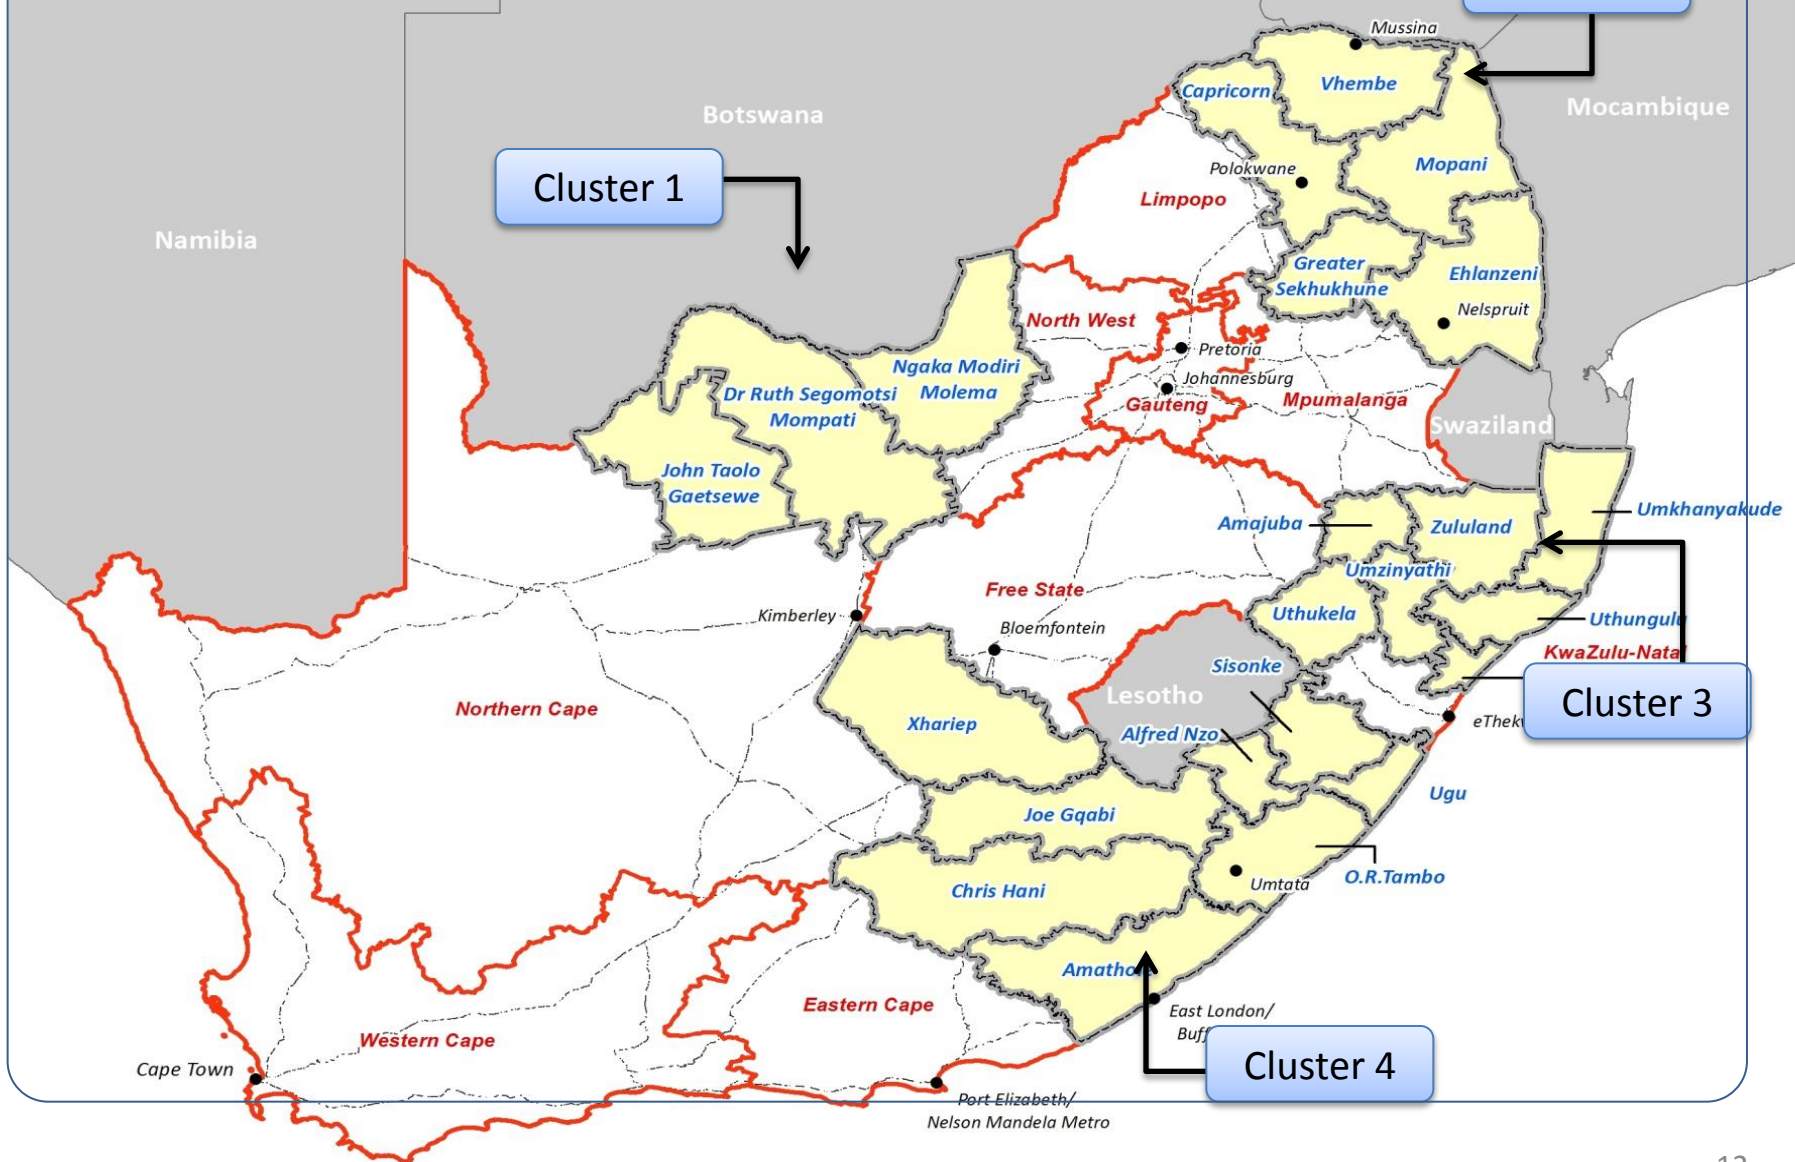 Mussina
Capricorn
Vhembe
Mocambique
Botswana
Cluster 1
Polokwane
Mopani
Limpopo
Namibia
Greater
Sekhukhune
Ehlanzeni
Nelspruit
North West
Pretoria
Ngaka Modiri
Molema
Johannesburg
Dr Ruth Segomotsi
Mompati
Gauteng
Mpumalanga
Swaziland
John Taolo
Gaetsewe
Umkhanyakude
Amajuba
Zululand
Umzinyathi
Free State
Kimberley
Uthukela
Uthungulu
Bloemfontein
KwaZulu-Natal
Sisonke
Lesotho
Cluster 3
Northern Cape
Xhariep
Alfred Nzo
Ugu
Joe Gqabi
O.R.Tambo
Umtata
Chris Hani
Amathole
Eastern Cape
East London/
Western Cape
Cape Town
Cluster 4
Port Elizabeth/
Nelson Mandela Metro